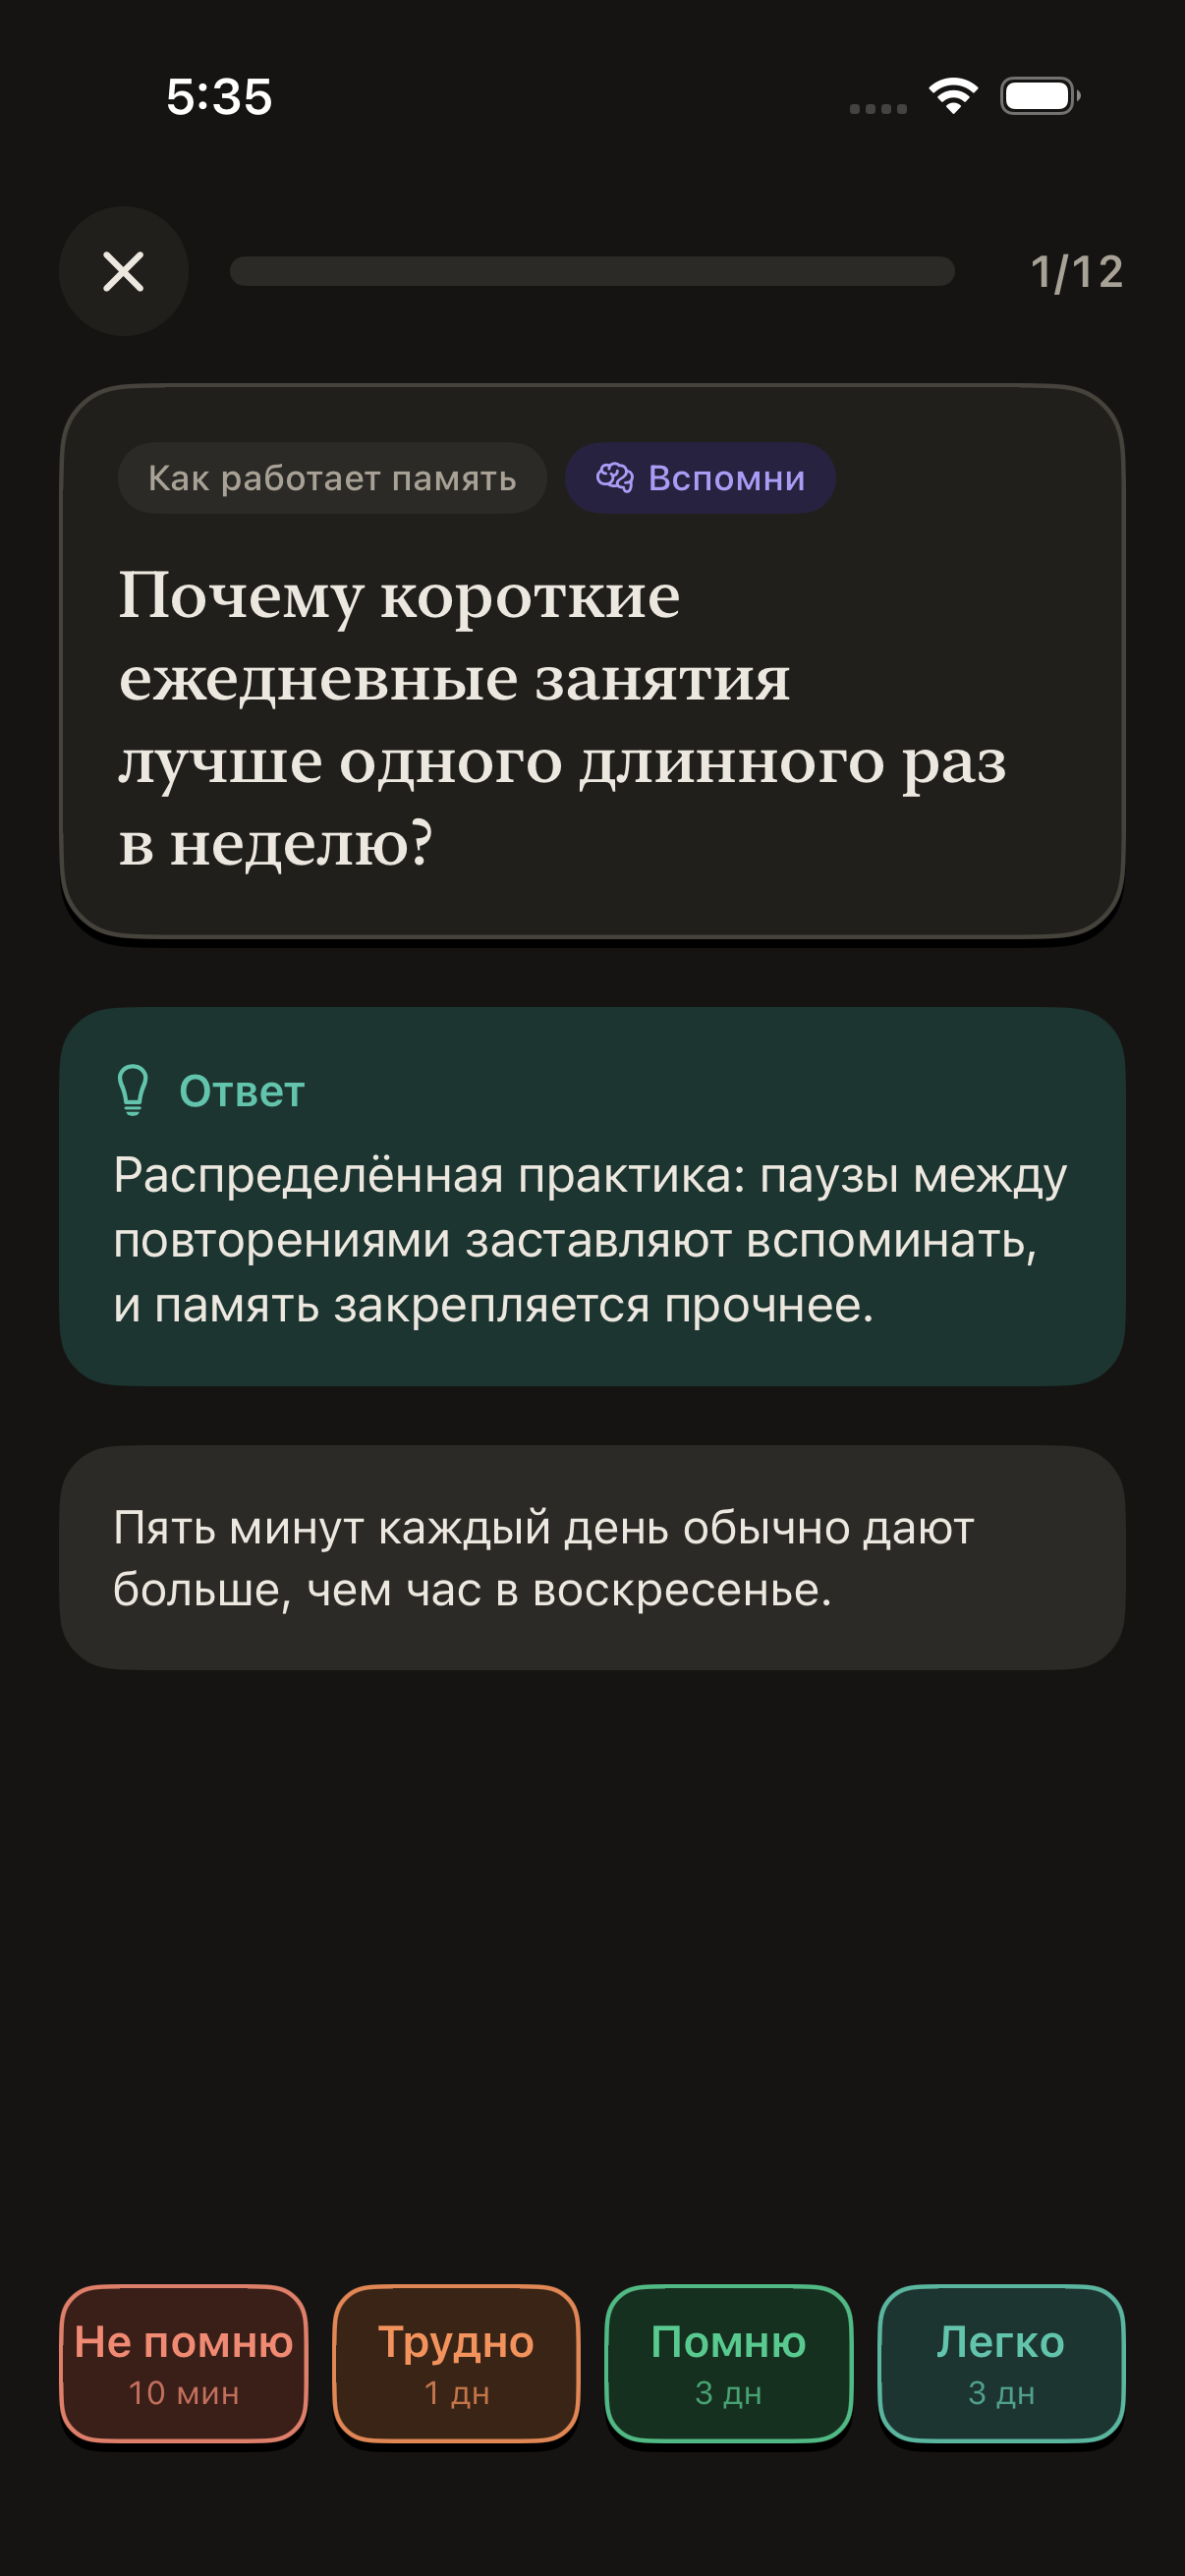 5:35
1/12
Как работает память
Вспомни
Почему короткие
ежедневные занятия
лучше одного длинного раз
в неделю?
Ответ
Распределённая практика: паузы между
повторениями заставляют вспоминать,
и память закрепляется прочнее.
Пять минут каждый день обычно дают
больше, чем час в воскресенье.
Не помню
10 мин
Трудно
1 дн
Помню
3 дн
Легко
3 дн